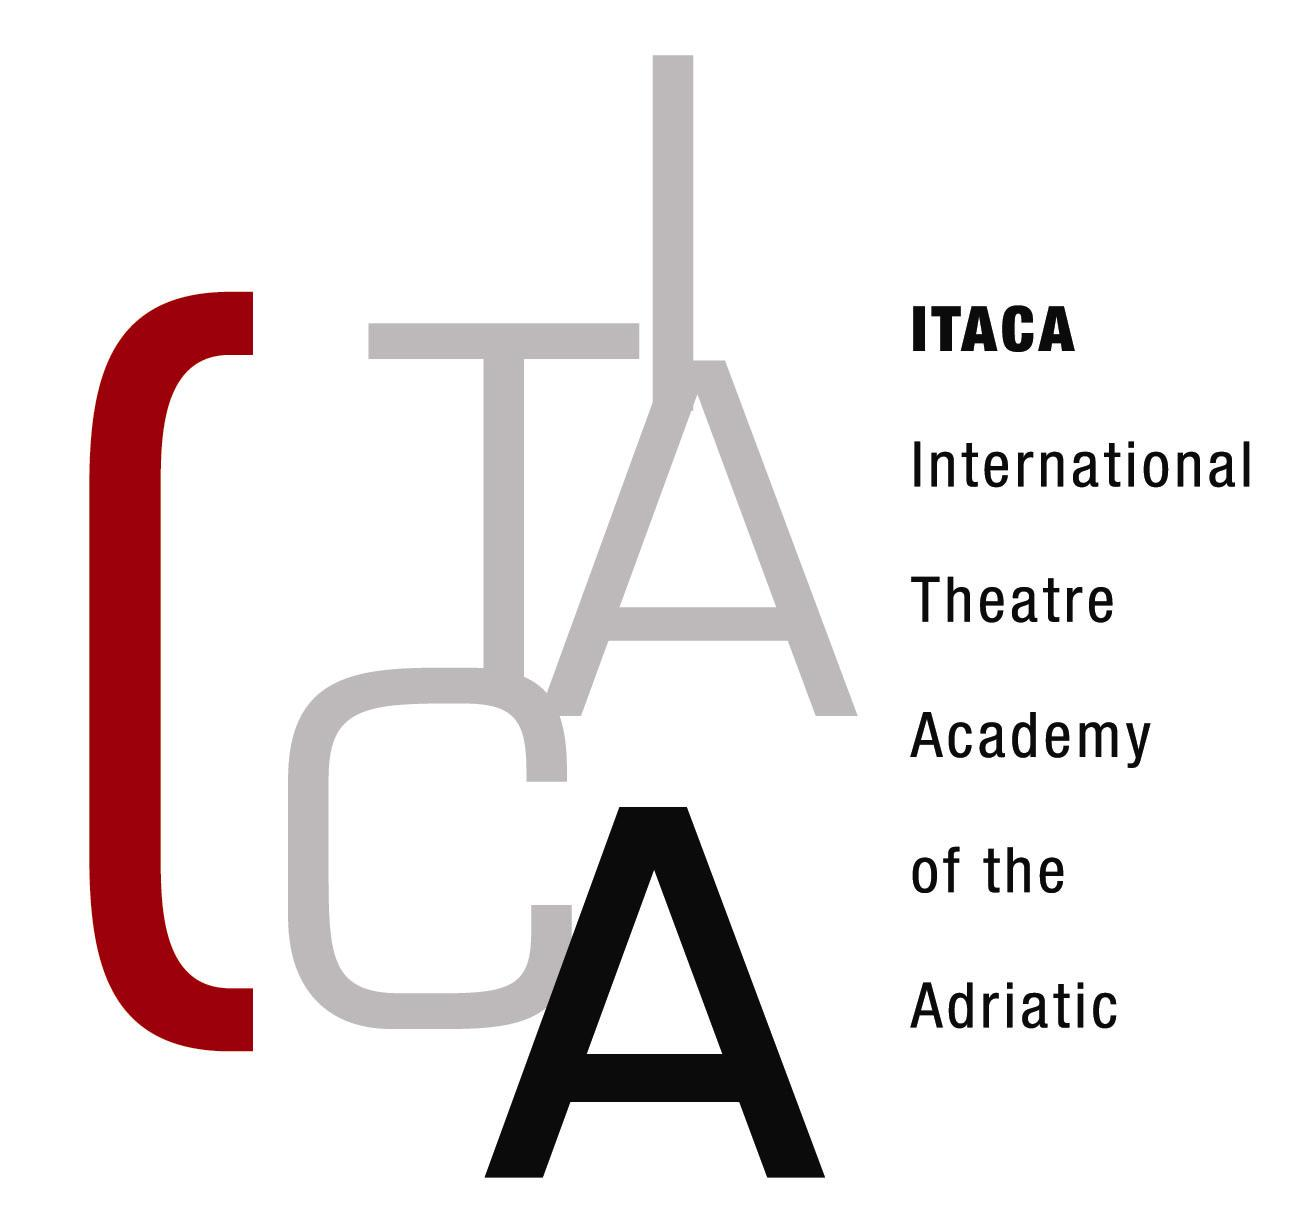 I
T
A
C
A
ITACA
International
Theatre
Academy
of the
Adriatic